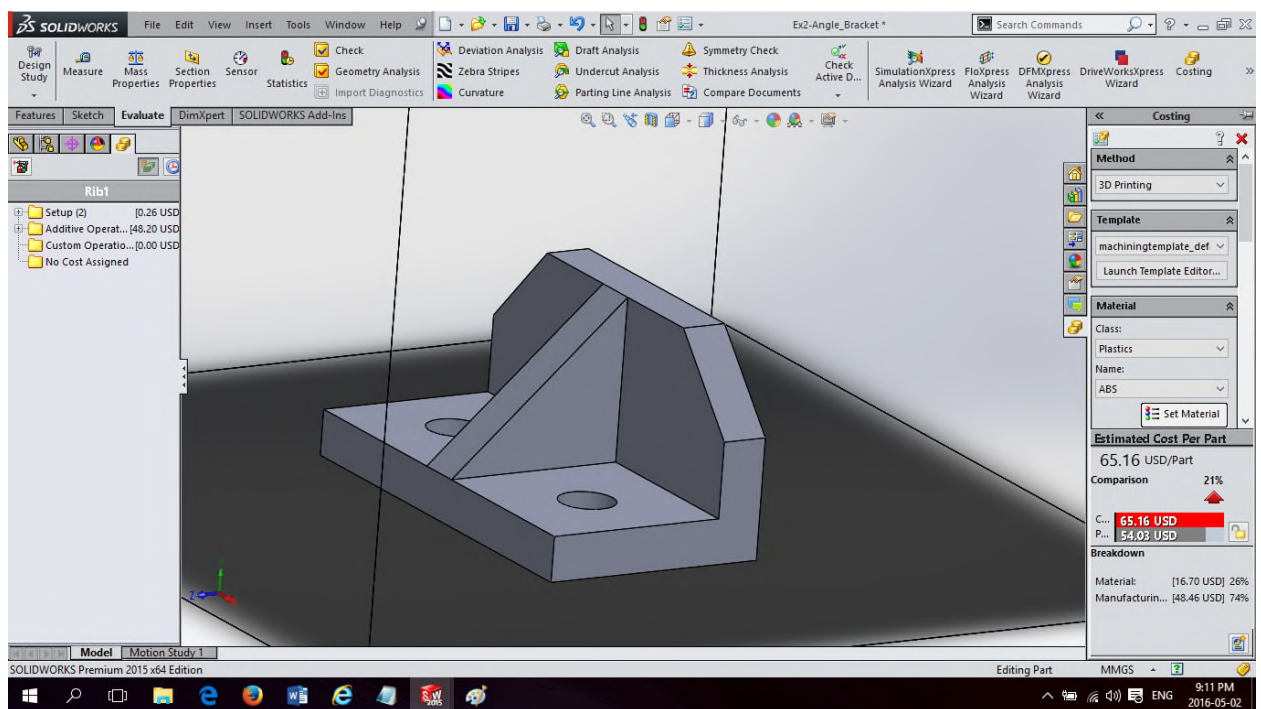 SOLIDWORKS File Edit View Insert Tools Window Help Ex2-Angle_Bracket * Search Commands
Design Study Measure Mass Properties Section Properties Sensor Statistics Check Geometry Analysis Import Diagnostics Deviation Analysis Zebra Stripes Curvature Draft Analysis Undercut Analysis Parting Line Analysis Symmetry Check Thickness Analysis Compare Documents Check Active D... SimulationXpress Analysis Wizard FloXpress Analysis Wizard DFMXpress Analysis Wizard DriveWorksXpress Wizard Costing
Features Sketch Evaluate DimXpert SOLIDWORKS Add-Ins
Rib1
Setup (2) [0.26 USD
Additive Operat... [48.20 USD
Custom Operatio... [0.00 USD
No Cost Assigned
Z
Costing
Method
3D Printing
Template
machiningtemplate_def
Launch Template Editor...
Material
Class:
Plastics
Name:
ABS
Set Material
Estimated Cost Per Part
65.16 USD/Part
Comparison 21%
C... 65.16 USD
P... 54.03 USD
Breakdown
Material: [16.70 USD] 26%
Manufacturin... [48.46 USD] 74%
Model Motion Study 1
SOLIDWORKS Premium 2015 x64 Edition Editing Part MMGS
ENG 9:11 PM
2016-05-02